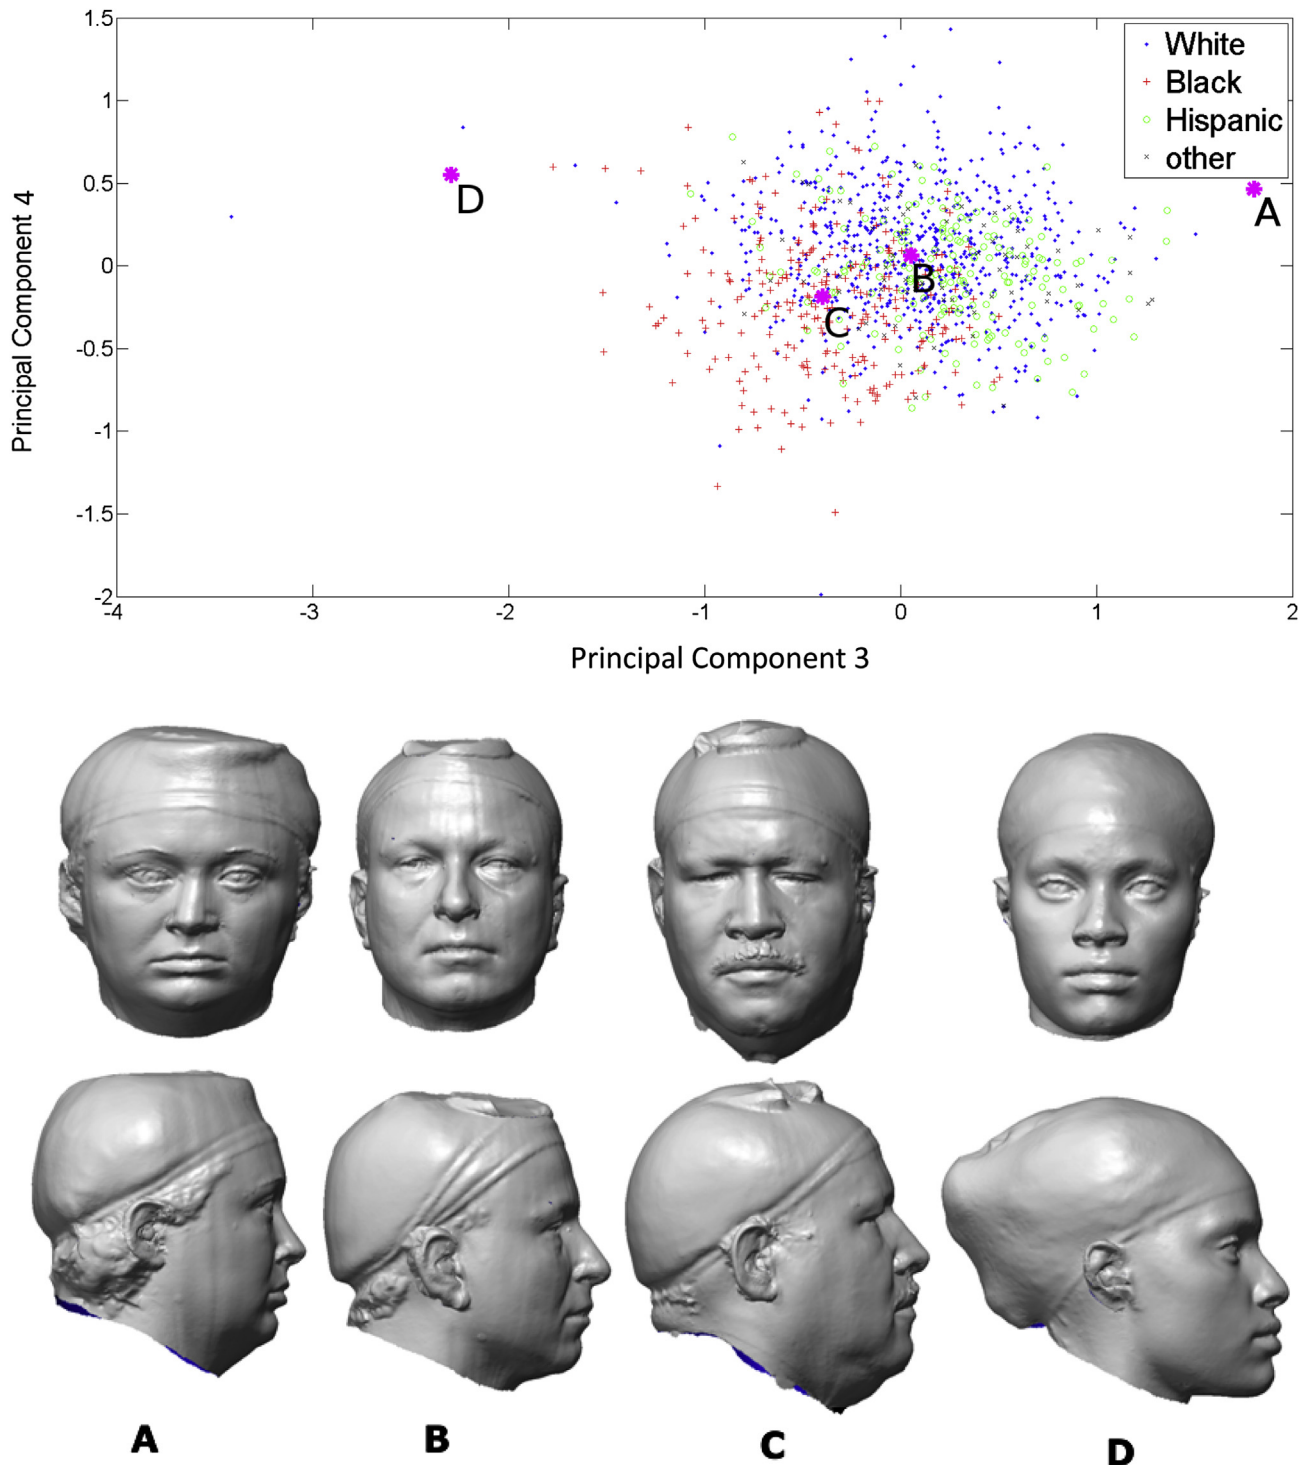 1.5
1
0.5
0
-0.5
-1
-1.5
-2
Principal Component 4
White
Black
Hispanic
other
D
A
B
C
-4 -3 -2 -1 0 1 2
Principal Component 3
A B C D